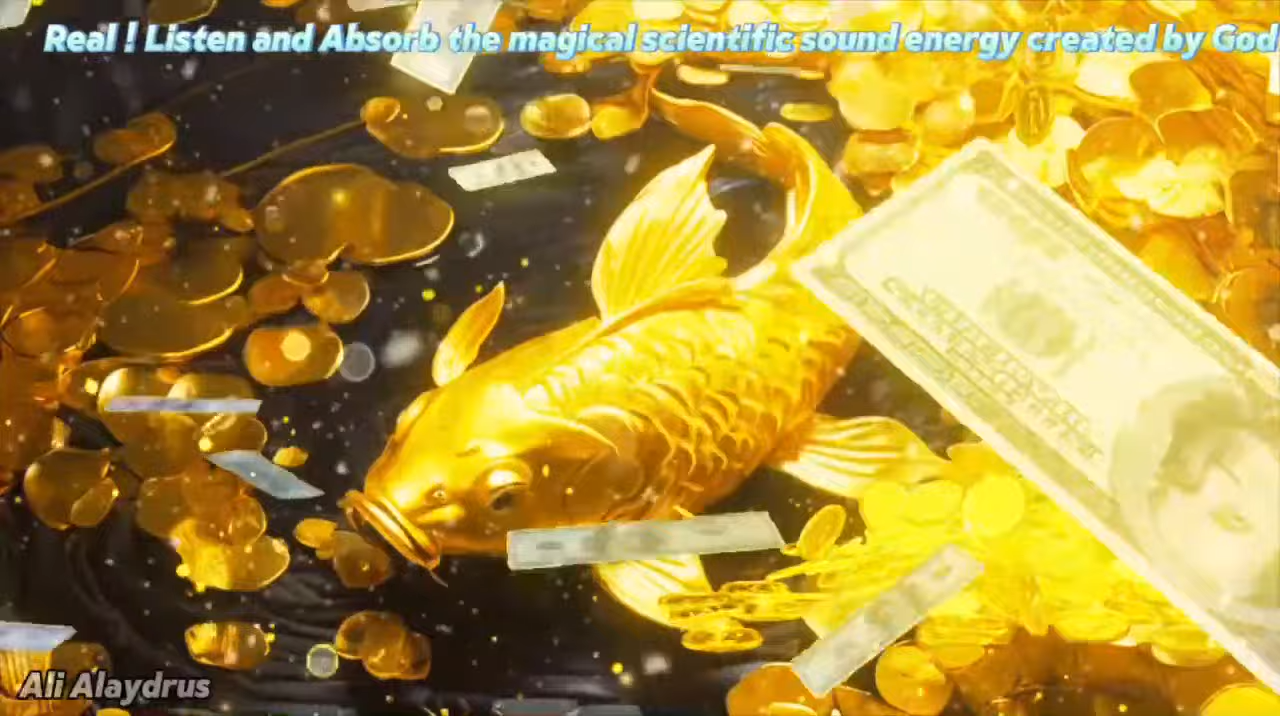 Real ! Listen and Absorb the magical scientific sound energy created by God
Ali Alaydrus